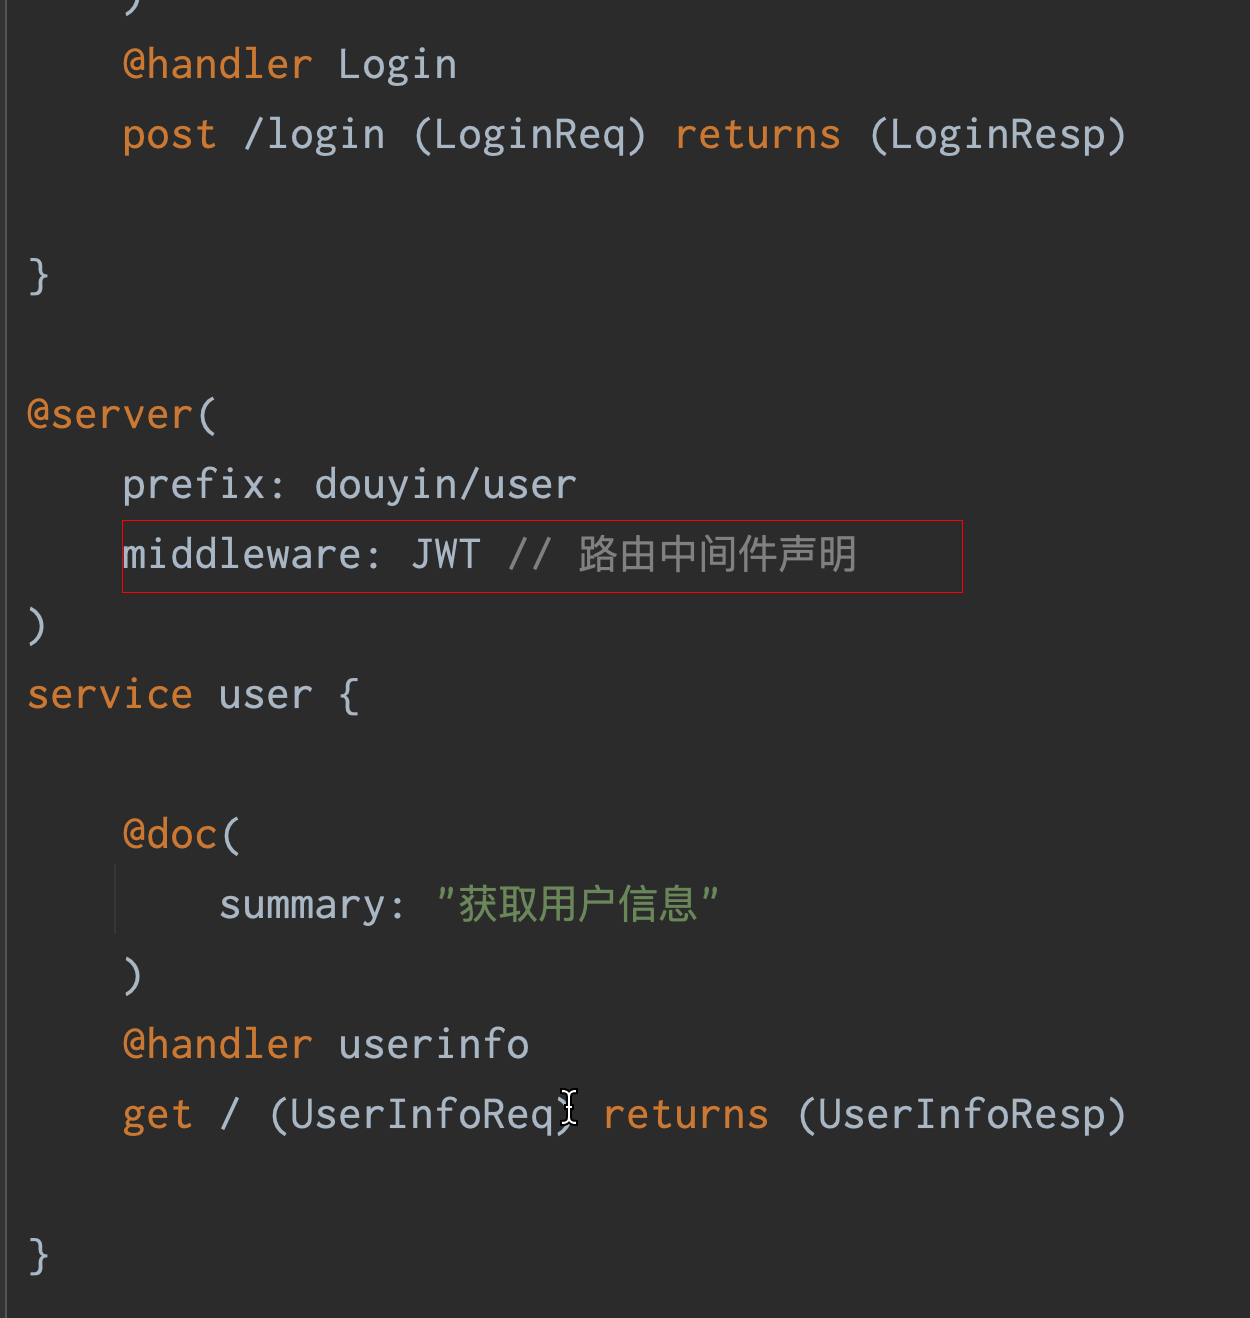 )
@handler Login
post /login (LoginReq) returns (LoginResp)
}
@server(
prefix: douyin/user
middleware: JWT // 路由中间件声明
)
service user {
@doc(
summary: "获取用户信息"
)
@handler userinfo
get / (UserInfoReq) returns (UserInfoResp)
}